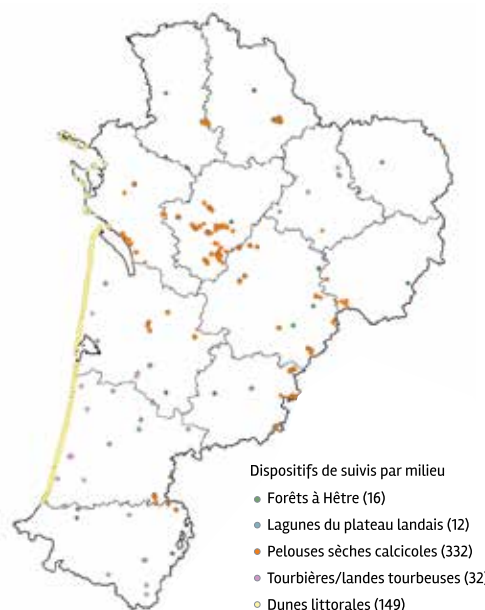 Dispositifs de suivis par milieu
Forêts à Hêtre (16)
Lagunes du plateau landais (12)
Pelouses sèches calcicoles (332)
Tourbières/landes tourbeuses (32)
Dunes littorales (149)